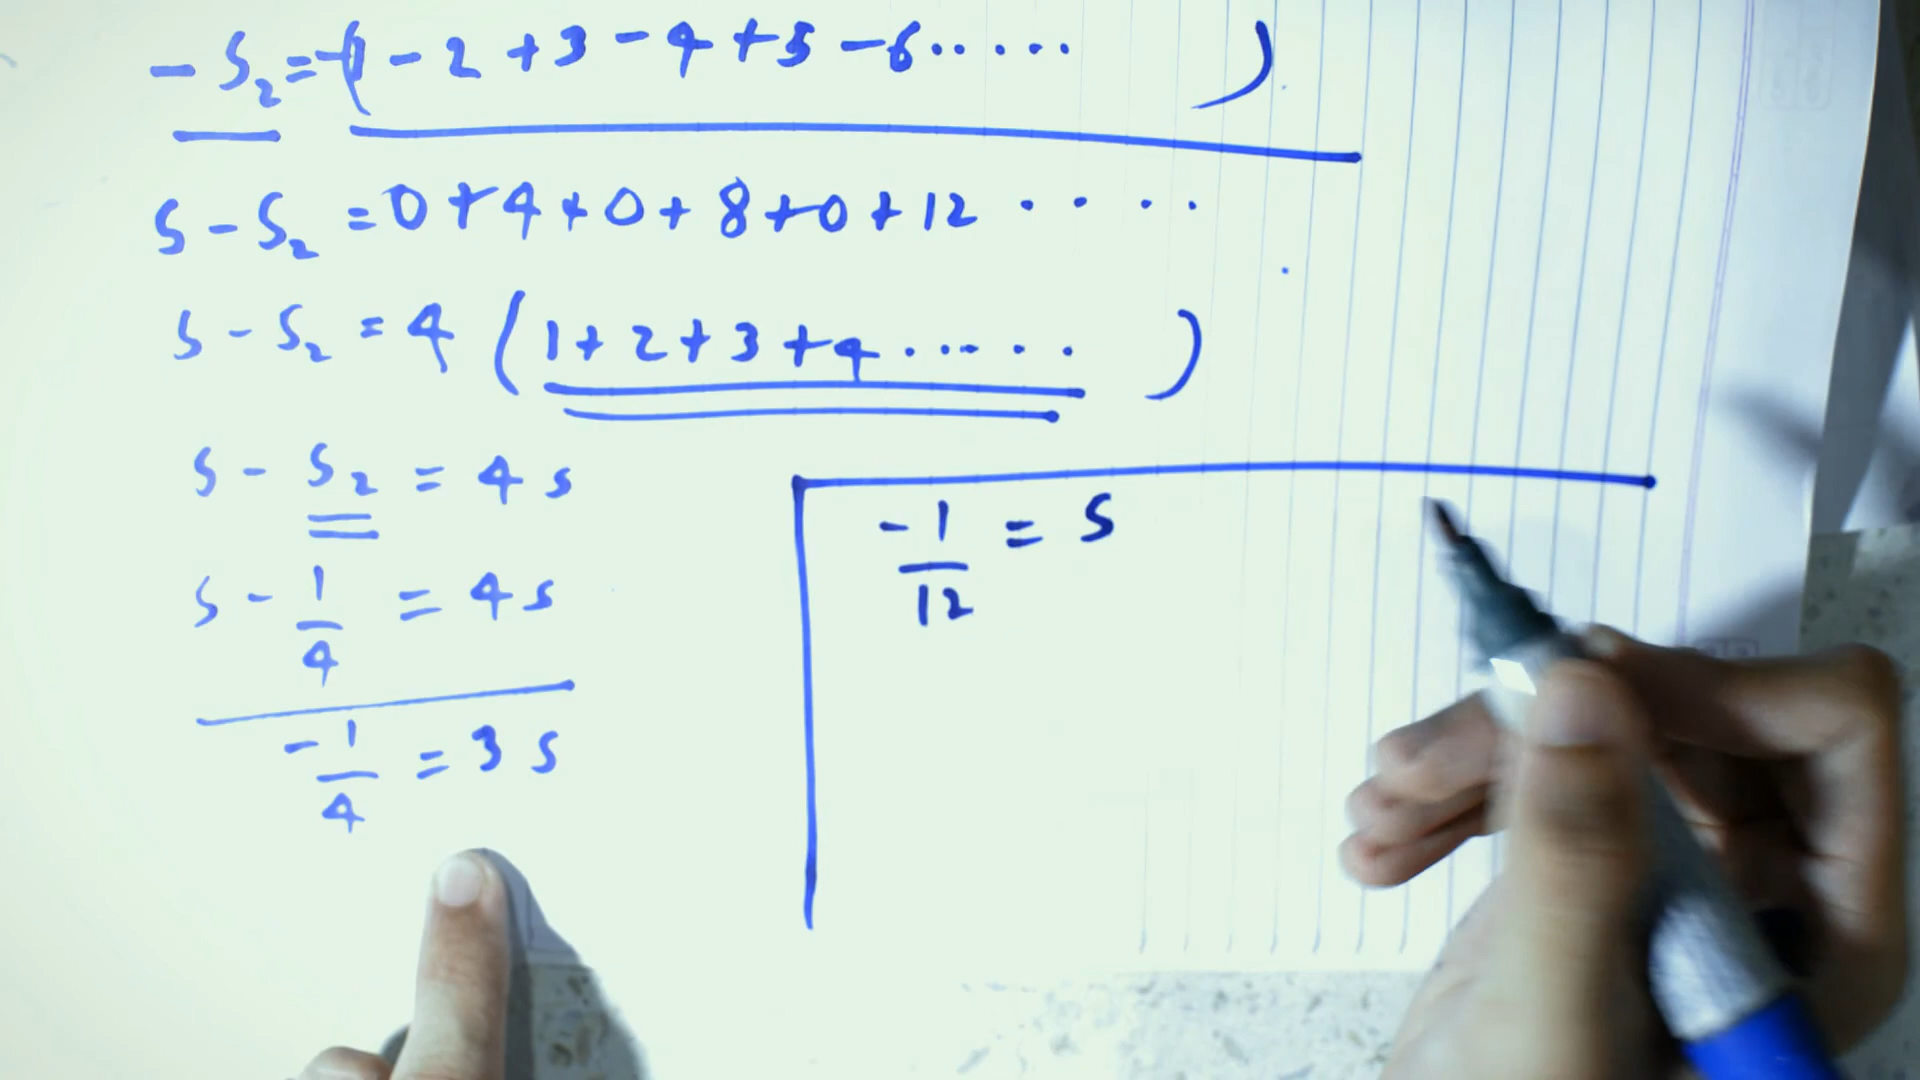 - S₂ = -(1 - 2 + 3 - 4 + 5 - 6 ..... )
S - S₂ = 0 + 4 + 0 + 8 + 0 + 12 ....
S - S₂ = 4 (1 + 2 + 3 + 4 ...... )
S - S₂ = 4s
S - 1/4 = 4s
-1/4 = 3s
-1/12 = S